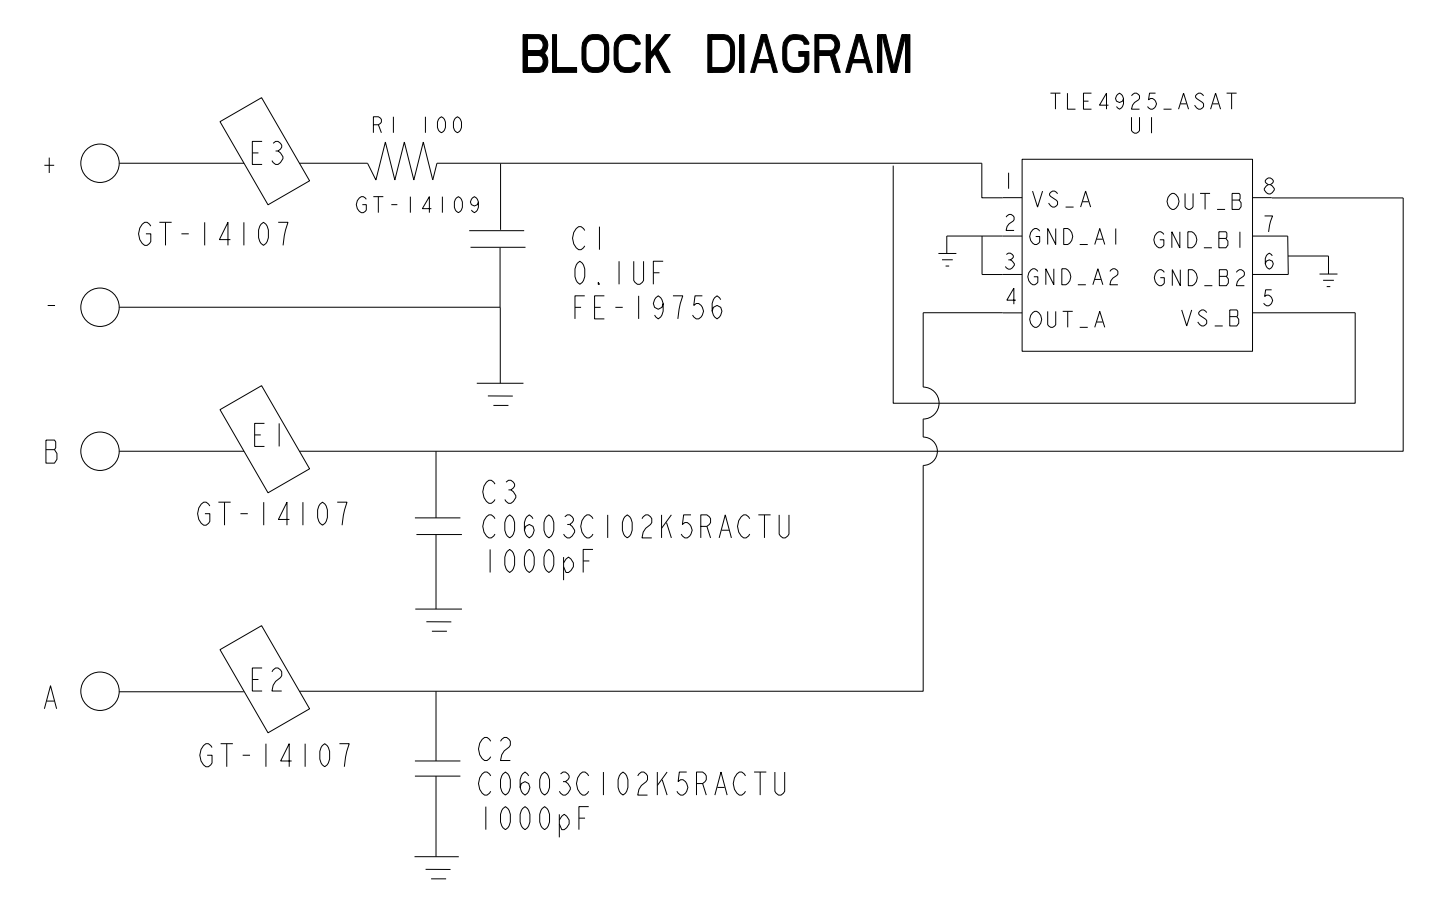 BLOCK DIAGRAM
TLE4925_ASAT
U1
+
E3
R1 100
GT-14109
GT-14107
C1
0.1UF
FE-19756
-
1
VS_A
2
GND_A1
3
GND_A2
4
OUT_A
OUT_B
8
GND_B1
7
GND_B2
6
VS_B
5
B
E1
GT-14107
C3
C0603C102K5RACTU
1000pF
A
E2
GT-14107
C2
C0603C102K5RACTU
1000pF